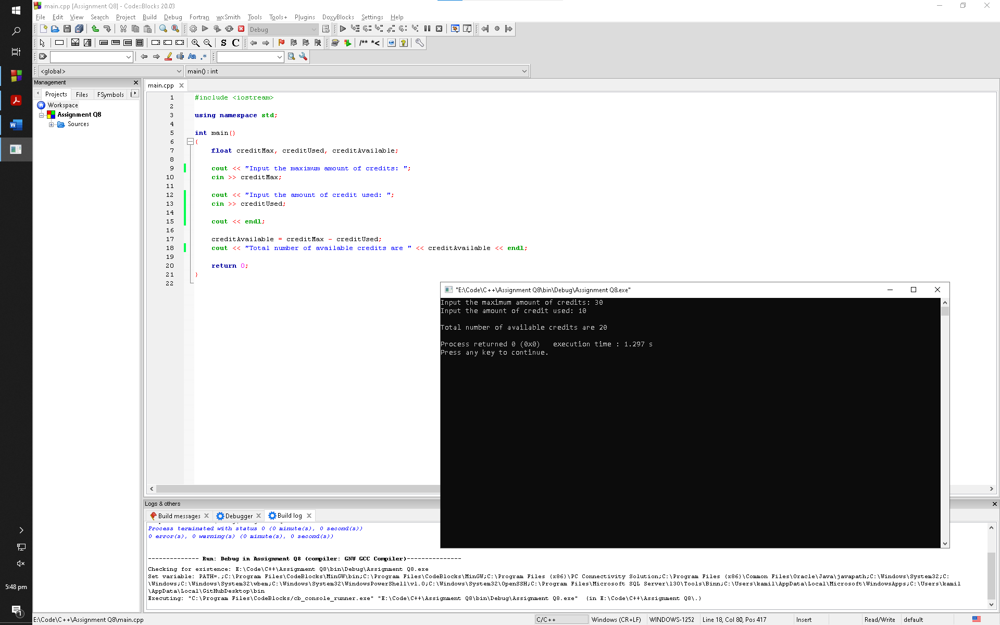 main.cpp [Assignment Q8] - Code::Blocks 20.03
File Edit View Search Project Build Debug Fortran wxSmith Tools Tools+ Plugins DoxyBlocks Settings Help
Debug
S C /** *<
Aa .*
<global> main() : int
Management
Projects Files FSymbols
Workspace
Assignment Q8
Sources
main.cpp
1 #include <iostream>
2
3 using namespace std;
4
5 int main()
6 {
7 float creditMax, creditUsed, creditAvailable;
8
9 cout << "Input the maximum amount of credits: ";
10 cin >> creditMax;
11
12 cout << "Input the amount of credit used: ";
13 cin >> creditUsed;
14
15 cout << endl;
16
17 creditAvailable = creditMax - creditUsed;
18 cout << "Total number of available credits are " << creditAvailable << endl;
19
20 return 0;
21 }
22
"E:\Code\C++\Assignment Q8\bin\Debug\Assignment Q8.exe"
Input the maximum amount of credits: 30
Input the amount of credit used: 10
Total number of available credits are 20
Process returned 0 (0x0)   execution time : 1.297 s
Press any key to continue.
Logs & others
Build messages Debugger Build log
Process terminated with status 0 (0 minute(s), 0 second(s))
0 error(s), 0 warning(s) (0 minute(s), 0 second(s))
-------------- Run: Debug in Assignment Q8 (compiler: GNU GCC Compiler)---------------
Checking for existence: E:\Code\C++\Assignment Q8\bin\Debug\Assignment Q8.exe
Set variable: PATH=.;C:\Program Files\CodeBlocks\MinGW\bin;C:\Program Files\CodeBlocks\MinGW;C:\Program Files (x86)\PC Connectivity Solution;C:\Program Files (x86)\Common Files\Oracle\Java\javapath;C:\Windows\System32;C:
\Windows;C:\Windows\System32\wbem;C:\Windows\System32\WindowsPowerShell\v1.0;C:\Windows\System32\OpenSSH;C:\Program Files\Microsoft SQL Server\130\Tools\Binn;C:\Users\kamil\AppData\Local\Microsoft\WindowsApps;C:\Users\kamil
\AppData\Local\GitHubDesktop\bin
Executing: "C:\Program Files\CodeBlocks/cb_console_runner.exe" "E:\Code\C++\Assignment Q8\bin\Debug\Assignment Q8.exe"  (in E:\Code\C++\Assignment Q8\.)
5:48 pm
1
E:\Code\C++\Assignment Q8\main.cpp C/C++ Windows (CR+LF) WINDOWS-1252 Line 18, Col 80, Pos 417 Insert Read/Write default